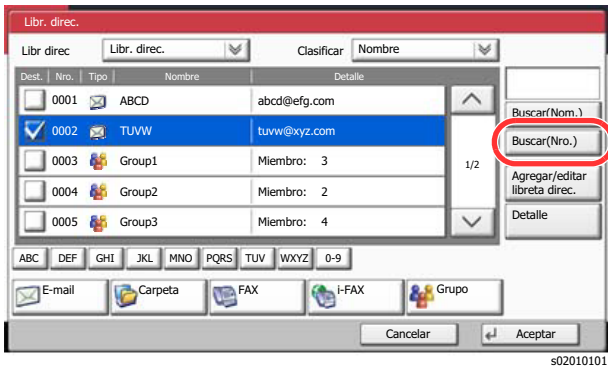 Libr. direc.
Libr direc Libr. direc. Clasificar Nombre
Dest. Nro. Tipo Nombre Detalle
0001 ABCD abcd@efg.com
Buscar(Nom.)
0002 TUVW tuvw@xyz.com
Buscar(Nro.)
0003 Group1 Miembro: 3
1/2
0004 Group2 Miembro: 2
Agregar/editar
libreta direc.
0005 Group3 Miembro: 4
Detalle
ABC DEF GHI JKL MNO PQRS TUV WXYZ 0-9
E-mail Carpeta FAX i-FAX Grupo
Cancelar Aceptar
s02010101